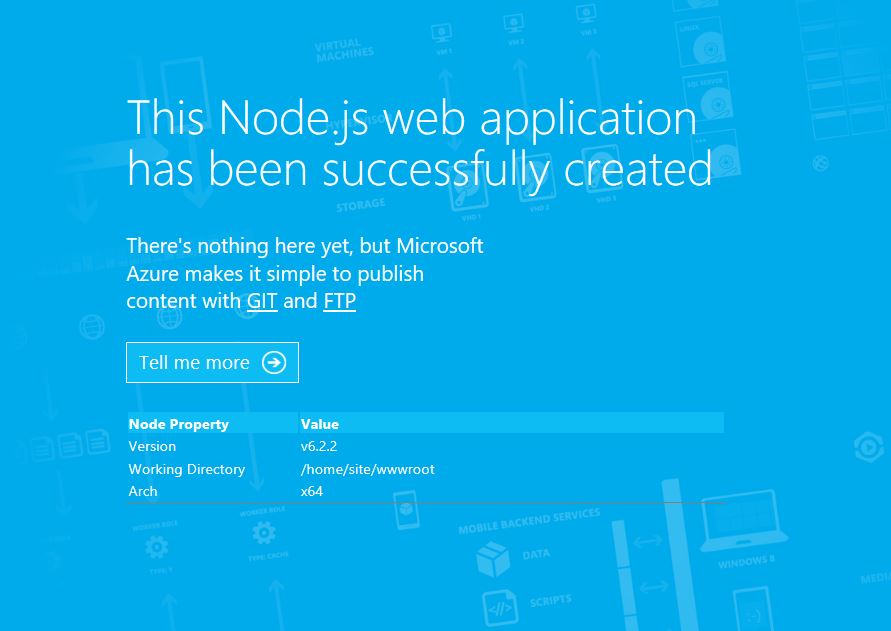 VIRTUAL
MACHINES
VM 1
VM 2
VM 3
LINUX
SQL SERVER
This Node.js web application
HYPERVISOR
has been successfully created
STORAGE
VHD 1
VHD 2
VHD 3
There's nothing here yet, but Microsoft
Azure makes it simple to publish
content with GIT and FTP
Tell me more
Node Property Value
Version v6.2.2
Working Directory /home/site/wwwroot
Arch x64
WORKER ROLE
WORKER ROLE
TYPE: CACHE
MOBILE BACKEND SERVICES
DATA
SCRIPTS
WINDOWS 8